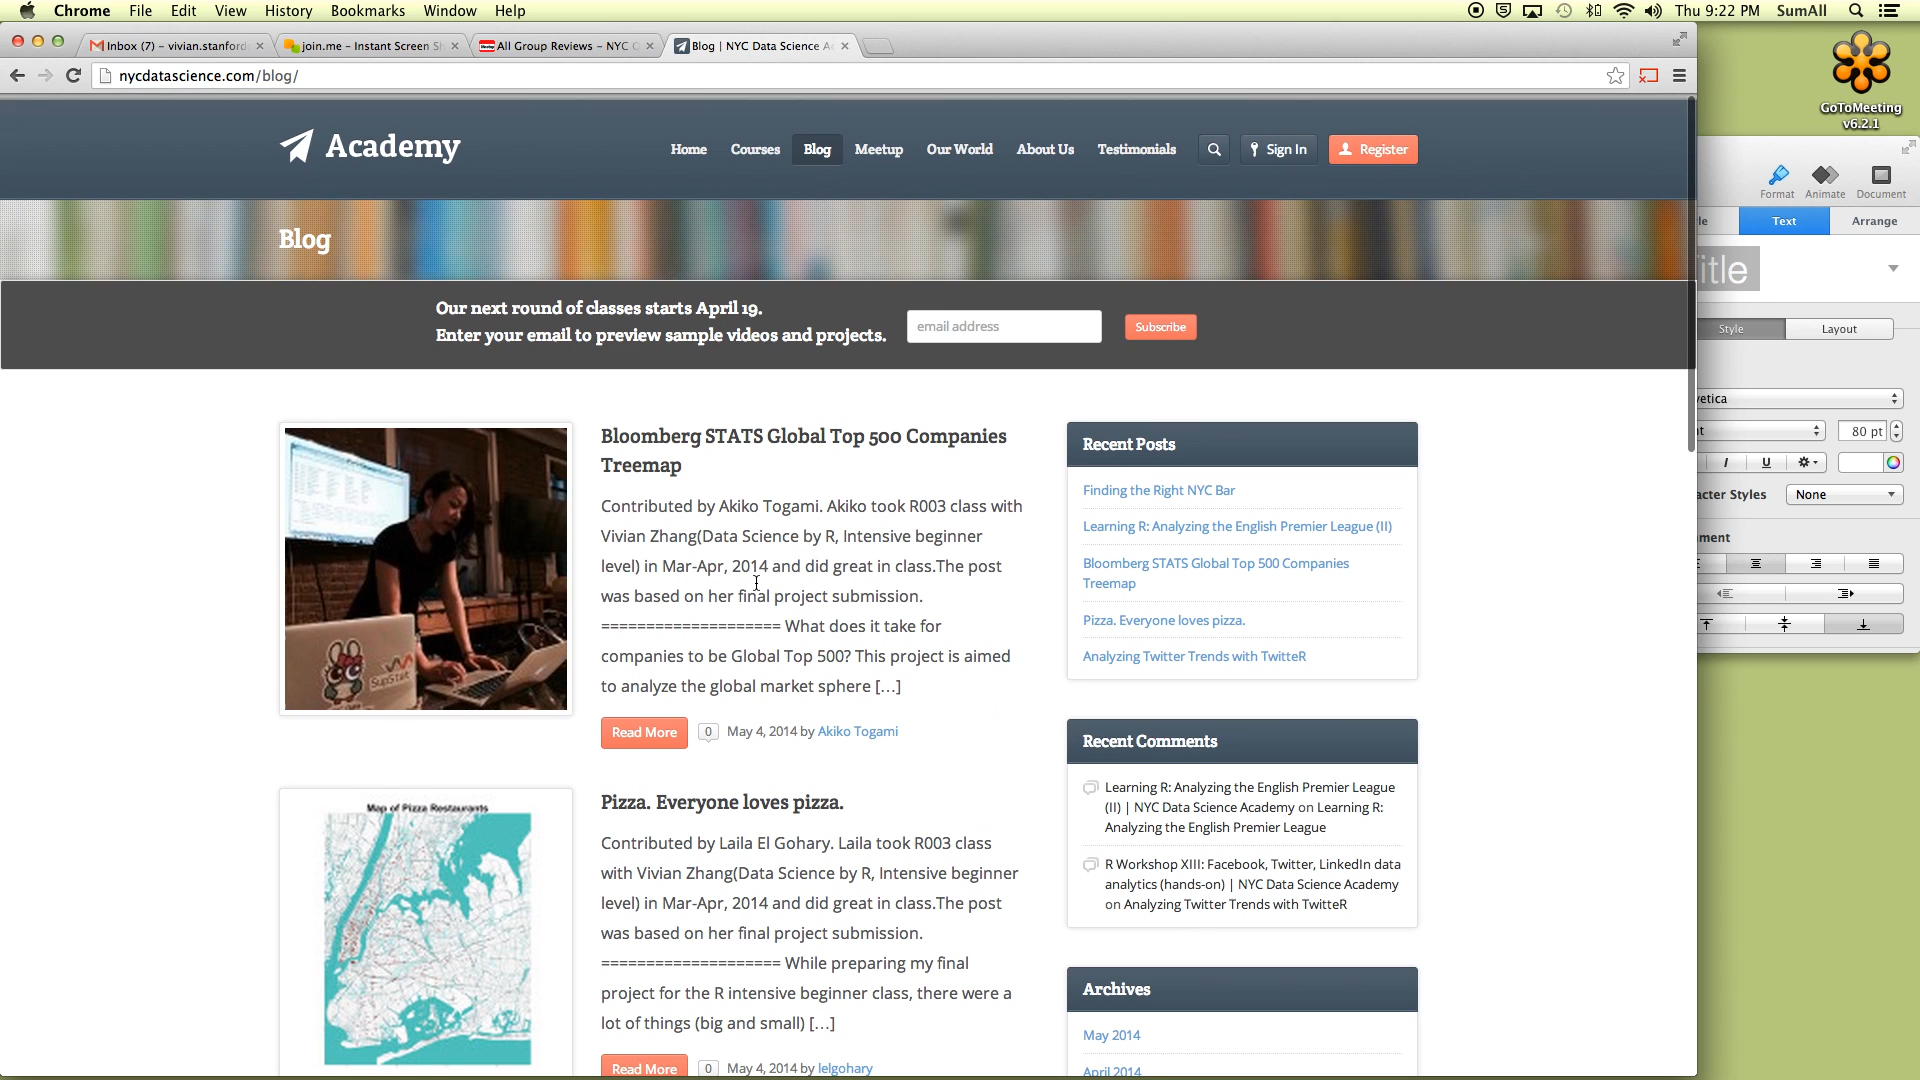 Chrome File Edit View History Bookmarks Window Help
Thu 9:22 PM SumAll
Inbox (7) – vivian.stanford
join.me – Instant Screen Sh
All Group Reviews – NYC
Blog | NYC Data Science A
nycdatascience.com/blog/
GoToMeeting
v6.2.1
Academy
Home Courses Blog Meetup Our World About Us Testimonials Sign In Register
Format Animate Document
Text Arrange
Blog
Our next round of classes starts April 19.
Enter your email to preview sample videos and projects.
email address
Subscribe
Style Layout
80 pt
I U
None
Bloomberg STATS Global Top 500 Companies
Treemap
Contributed by Akiko Togami. Akiko took R003 class with
Vivian Zhang(Data Science by R, Intensive beginner
level) in Mar-Apr, 2014 and did great in class.The post
was based on her final project submission.
==================== What does it take for
companies to be Global Top 500? This project is aimed
to analyze the global market sphere [...]
Read More 0 May 4, 2014 by Akiko Togami
SupStat
Map of Pizza Restaurants
Pizza. Everyone loves pizza.
Contributed by Laila El Gohary. Laila took R003 class
with Vivian Zhang(Data Science by R, Intensive beginner
level) in Mar-Apr, 2014 and did great in class.The post
was based on her final project submission.
==================== While preparing my final
project for the R intensive beginner class, there were a
lot of things (big and small) [...]
Read More 0 May 4, 2014 by lelgohary
Recent Posts
Finding the Right NYC Bar
Learning R: Analyzing the English Premier League (II)
Bloomberg STATS Global Top 500 Companies
Treemap
Pizza. Everyone loves pizza.
Analyzing Twitter Trends with TwitteR
Recent Comments
Learning R: Analyzing the English Premier League
(II) | NYC Data Science Academy on Learning R:
Analyzing the English Premier League
R Workshop XIII: Facebook, Twitter, LinkedIn data
analytics (hands-on) | NYC Data Science Academy
on Analyzing Twitter Trends with TwitteR
Archives
May 2014
April 2014